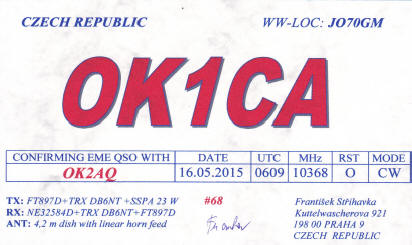 CZECH REPUBLIC WW-LOC: JO70GM
OK1CA
CONFIRMING EME QSO WITH DATE UTC MHz RST MODE
OK2AQ 16.05.2015 0609 10368 O CW
TX: FT897D+TRX DB6NT +SSPA 23 W #68 František Střihavka
RX: NE32584D+TRX DB6NT+FT897D Kuttelwascherova 921
ANT: 4,2 m dish with linear horn feed 198 00 PRAHA 9
CZECH REPUBLIC